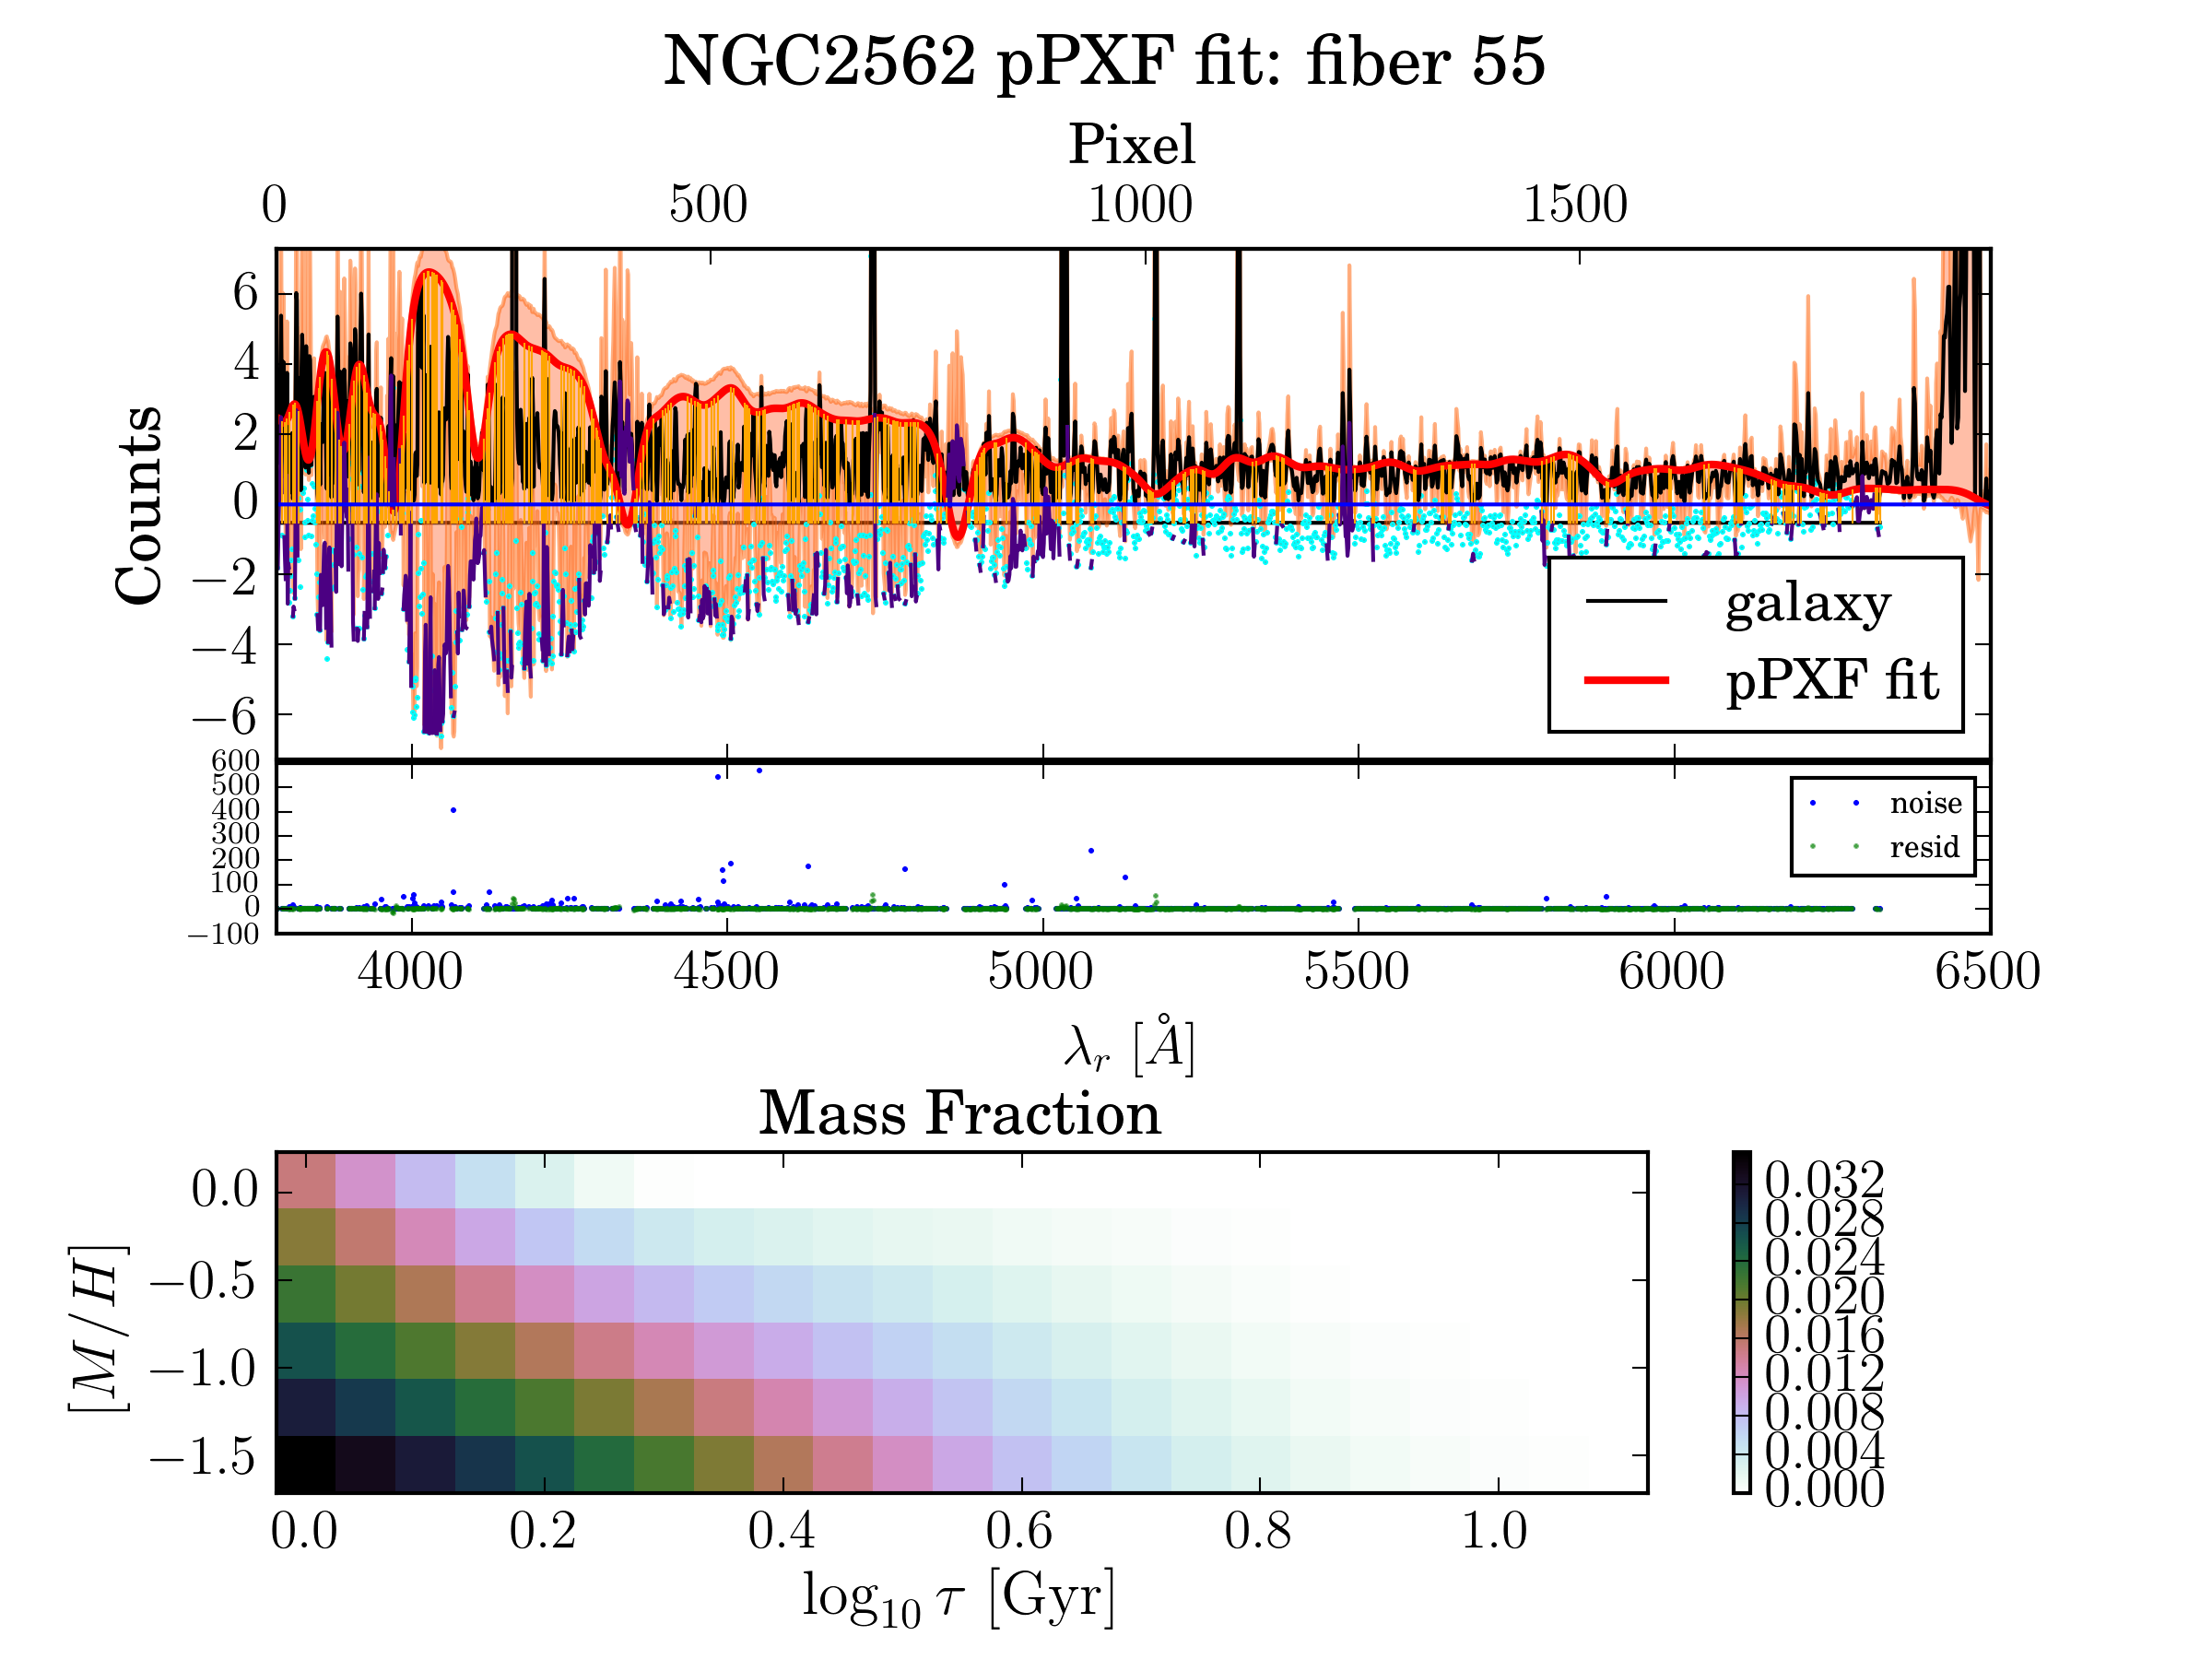 NGC2562 pPXF fit: fiber 55
Pixel
0 500 1000 1500
Counts
6
4
2
0
−2
−4
−6
galaxy
pPXF fit
600
500
400
300
200
100
0
−100
noise
resid
4000 4500 5000 5500 6000 6500
λ_r [Å]
Mass Fraction
[M/H]
0.0
−0.5
−1.0
−1.5
0.0 0.2 0.4 0.6 0.8 1.0
log₁₀ τ [Gyr]
0.032
0.028
0.024
0.020
0.016
0.012
0.008
0.004
0.000